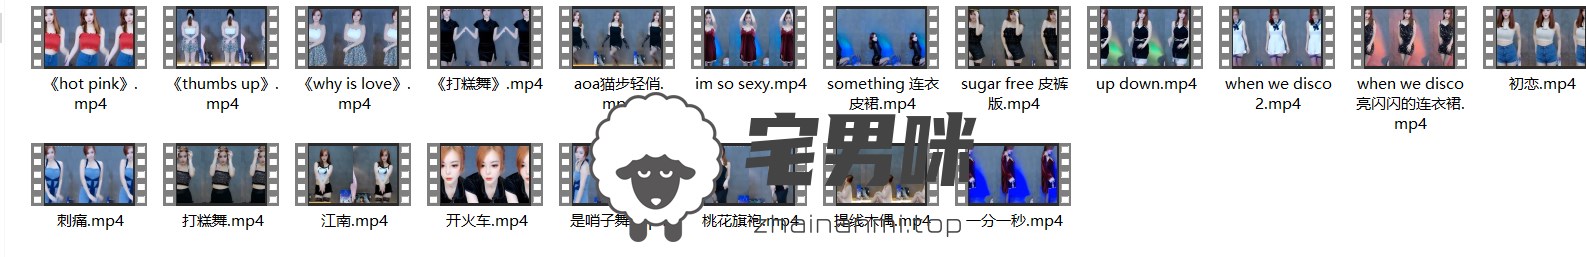 《hot pink》.
mp4
《thumbs up》.
mp4
《why is love》.
mp4
《打糕舞》.mp4
aoa猫步轻俏.
im so sexy.mp4
something 连衣
皮裙.mp4
sugar free 皮裤
版.mp4
up down.mp4
when we disco
2.mp4
when we disco
亮闪闪的连衣裙.
mp4
初恋.mp4
宅男咪
刺痛.mp4
打糕舞.mp4
江南.mp4
开火车.mp4
是哨子舞
桃花旗袍.mp4
提线木偶.mp4
一分一秒.mp4
zhainanmi.top